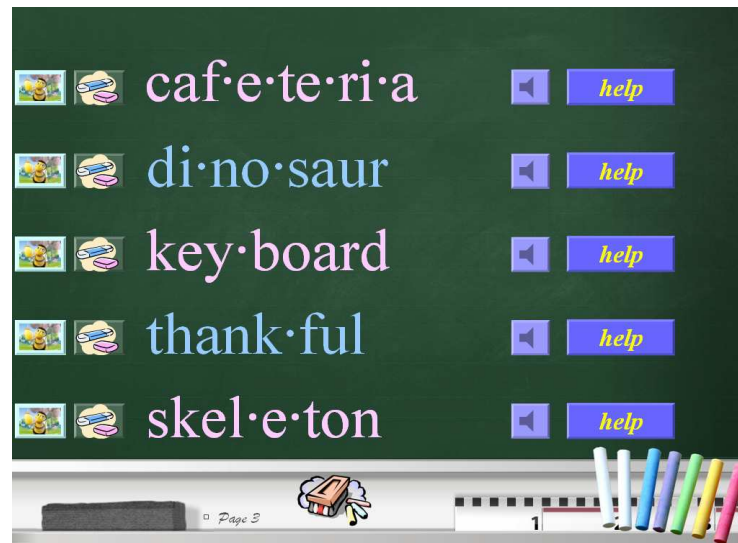 caf·e·te·ri·a help
di·no·saur help
key·board help
thank·ful help
skel·e·ton help
Page 3
1